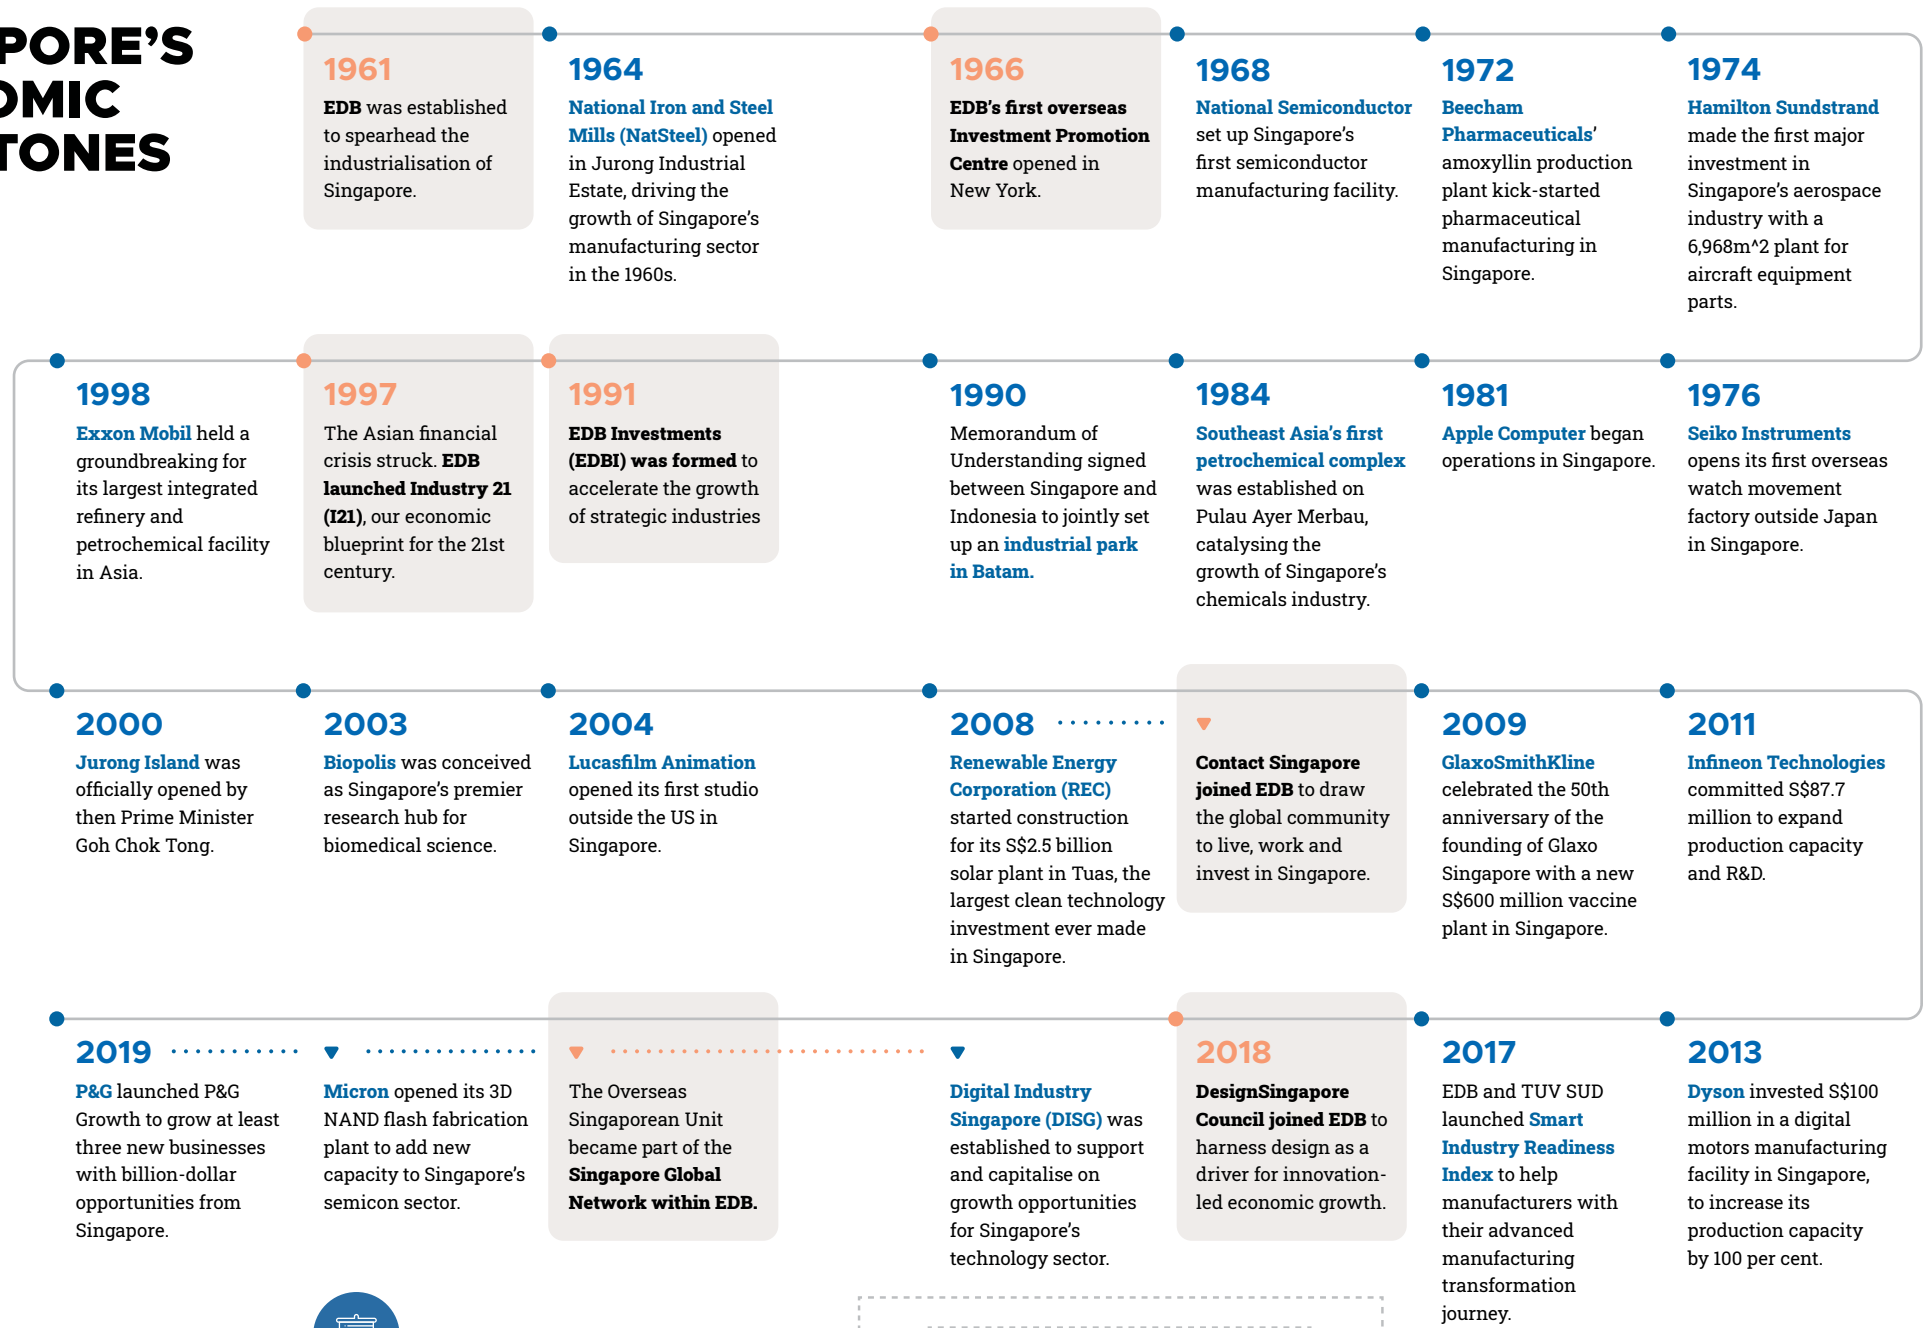 PORE’S
OMIC
TONES
1961
EDB was established
to spearhead the
industrialisation of
Singapore.
1964
National Iron and Steel
Mills (NatSteel) opened
in Jurong Industrial
Estate, driving the
growth of Singapore’s
manufacturing sector
in the 1960s.
1966
EDB’s first overseas
Investment Promotion
Centre opened in
New York.
1968
National Semiconductor
set up Singapore’s
first semiconductor
manufacturing facility.
1972
Beecham
Pharmaceuticals’
amoxyllin production
plant kick-started
pharmaceutical
manufacturing in
Singapore.
1974
Hamilton Sundstrand
made the first major
investment in
Singapore’s aerospace
industry with a
6,968m^2 plant for
aircraft equipment
parts.
1998
Exxon Mobil held a
groundbreaking for
its largest integrated
refinery and
petrochemical facility
in Asia.
1997
The Asian financial
crisis struck. EDB
launched Industry 21
(I21), our economic
blueprint for the 21st
century.
1991
EDB Investments
(EDBI) was formed to
accelerate the growth
of strategic industries
1990
Memorandum of
Understanding signed
between Singapore and
Indonesia to jointly set
up an industrial park
in Batam.
1984
Southeast Asia’s first
petrochemical complex
was established on
Pulau Ayer Merbau,
catalysing the
growth of Singapore’s
chemicals industry.
1981
Apple Computer began
operations in Singapore.
1976
Seiko Instruments
opens its first overseas
watch movement
factory outside Japan
in Singapore.
2000
Jurong Island was
officially opened by
then Prime Minister
Goh Chok Tong.
2003
Biopolis was conceived
as Singapore’s premier
research hub for
biomedical science.
2004
Lucasfilm Animation
opened its first studio
outside the US in
Singapore.
2008
Renewable Energy
Corporation (REC)
started construction
for its S$2.5 billion
solar plant in Tuas, the
largest clean technology
investment ever made
in Singapore.
Contact Singapore
joined EDB to draw
the global community
to live, work and
invest in Singapore.
2009
GlaxoSmithKline
celebrated the 50th
anniversary of the
founding of Glaxo
Singapore with a new
S$600 million vaccine
plant in Singapore.
2011
Infineon Technologies
committed S$87.7
million to expand
production capacity
and R&D.
2019
P&G launched P&G
Growth to grow at least
three new businesses
with billion-dollar
opportunities from
Singapore.
Micron opened its 3D
NAND flash fabrication
plant to add new
capacity to Singapore’s
semicon sector.
The Overseas
Singaporean Unit
became part of the
Singapore Global
Network within EDB.
Digital Industry
Singapore (DISG) was
established to support
and capitalise on
growth opportunities
for Singapore’s
technology sector.
2018
DesignSingapore
Council joined EDB to
harness design as a
driver for innovation-
led economic growth.
2017
EDB and TUV SUD
launched Smart
Industry Readiness
Index to help
manufacturers with
their advanced
manufacturing
transformation
journey.
2013
Dyson invested S$100
million in a digital
motors manufacturing
facility in Singapore,
to increase its
production capacity
by 100 per cent.